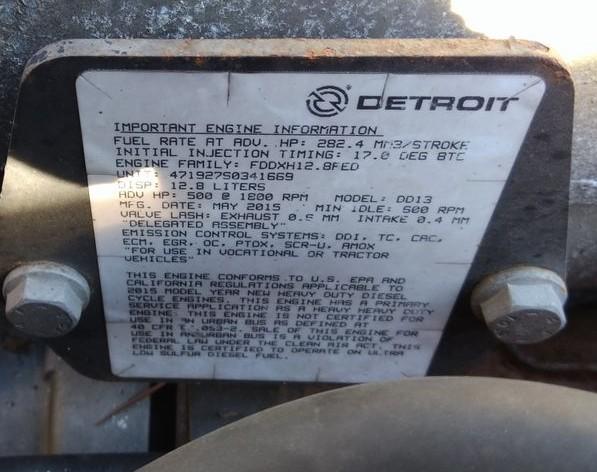 DETROIT
IMPORTANT ENGINE INFORMATION
FUEL RATE AT ADV. HP: 282.4 MM3/STROKE
INITIAL INJECTION TIMING: 17.0 DEG BTC
ENGINE FAMILY: FDDXH12.8FED
UNIT: 471927S0341669
DISP: 12.8 LITERS
ADV HP: 500 @ 1800 RPM MODEL: DD13
MFG. DATE: MAY 2015 MIN IDLE: 600 RPM
VALVE LASH: EXHAUST 0.5 MM INTAKE 0.4 MM
"DELEGATED ASSEMBLY"
EMISSION CONTROL SYSTEMS: DDI, TC, CAC,
ECM, EGR, OC, PTOX, SCR-U, AMOX
"FOR USE IN VOCATIONAL OR TRACTOR
VEHICLES"
THIS ENGINE CONFORMS TO U.S. EPA AND
CALIFORNIA REGULATIONS APPLICABLE TO
2015 MODEL YEAR NEW HEAVY DUTY DIESEL
CYCLE ENGINES. THIS ENGINE HAS A PRIMARY
SERVICE APPLICATION AS A HEAVY HEAVY DUTY
ENGINE. THIS ENGINE IS NOT CERTIFIED FOR
USE IN AN URBAN BUS AS DEFINED AT
40 CFR .053-2. SALE OF THIS ENGINE FOR
USE IN AN URBAN BUS IS A VIOLATION OF
FEDERAL LAW UNDER THE CLEAN AIR ACT. THIS
ENGINE IS CERTIFIED TO OPERATE ON ULTRA
LOW SULFUR DIESEL FUEL.